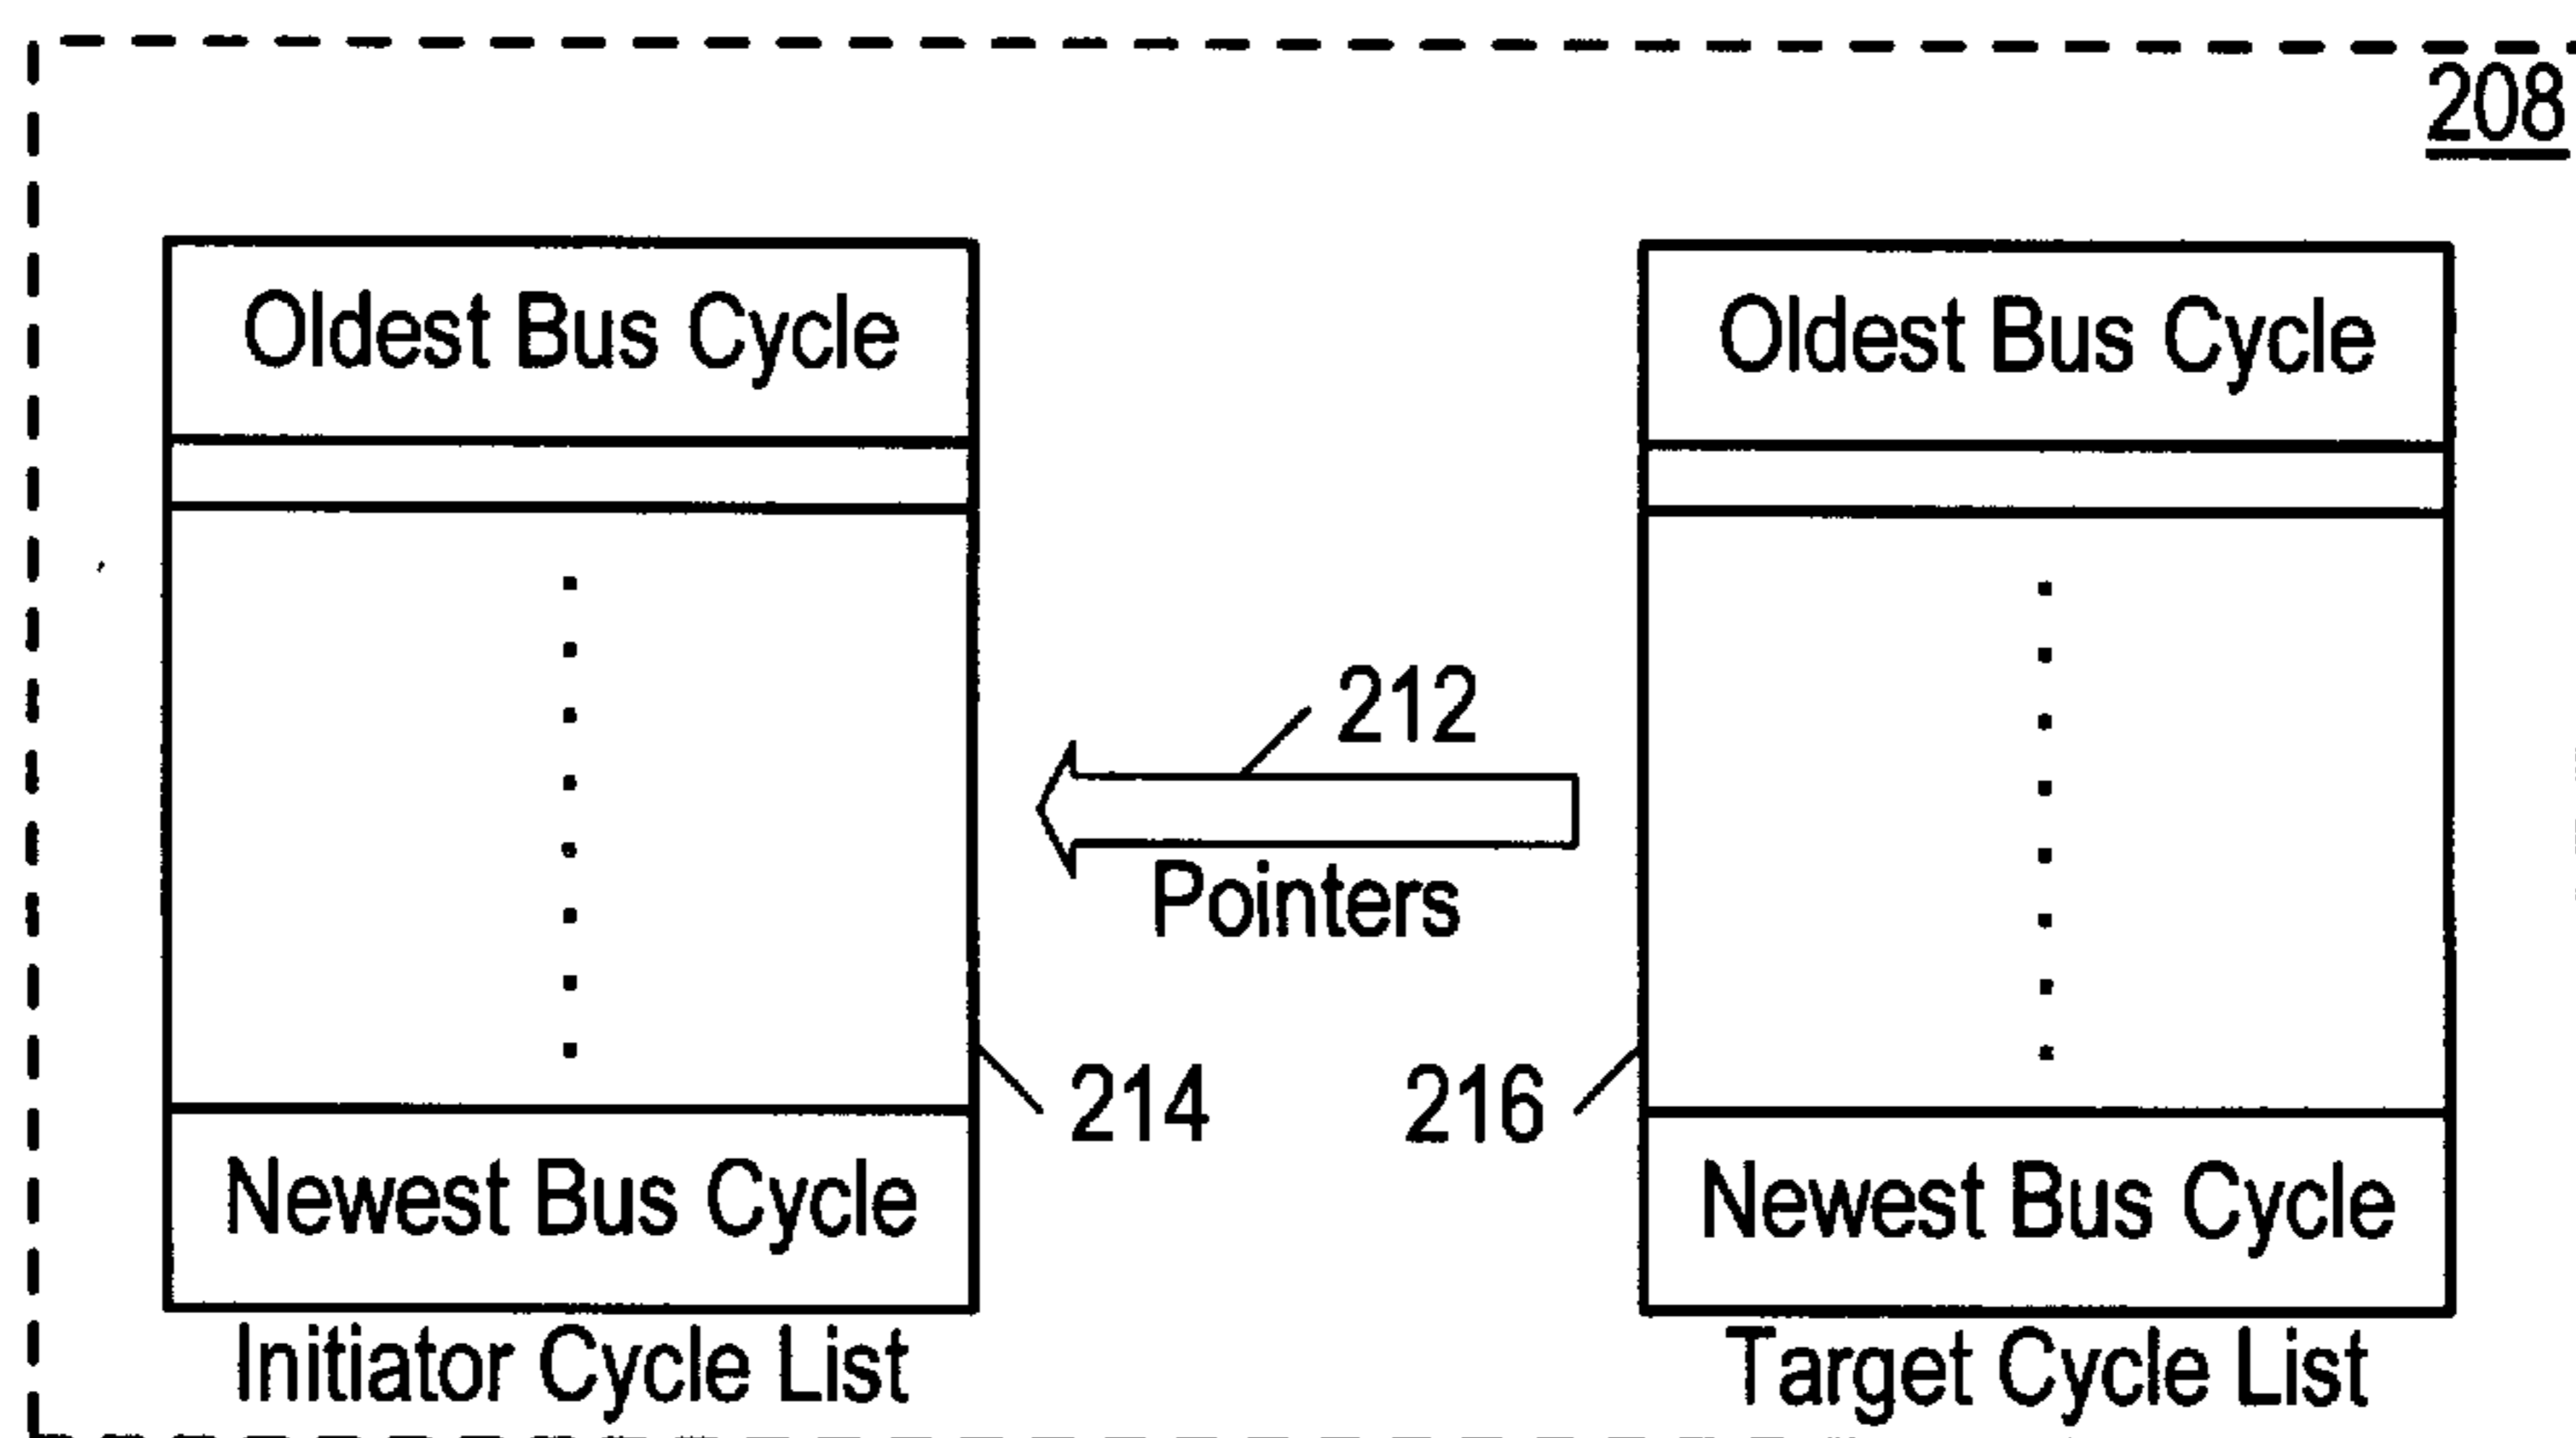 208
Oldest Bus Cycle
Oldest Bus Cycle
212
Pointers
214
216
Newest Bus Cycle
Newest Bus Cycle
Initiator Cycle List
Target Cycle List